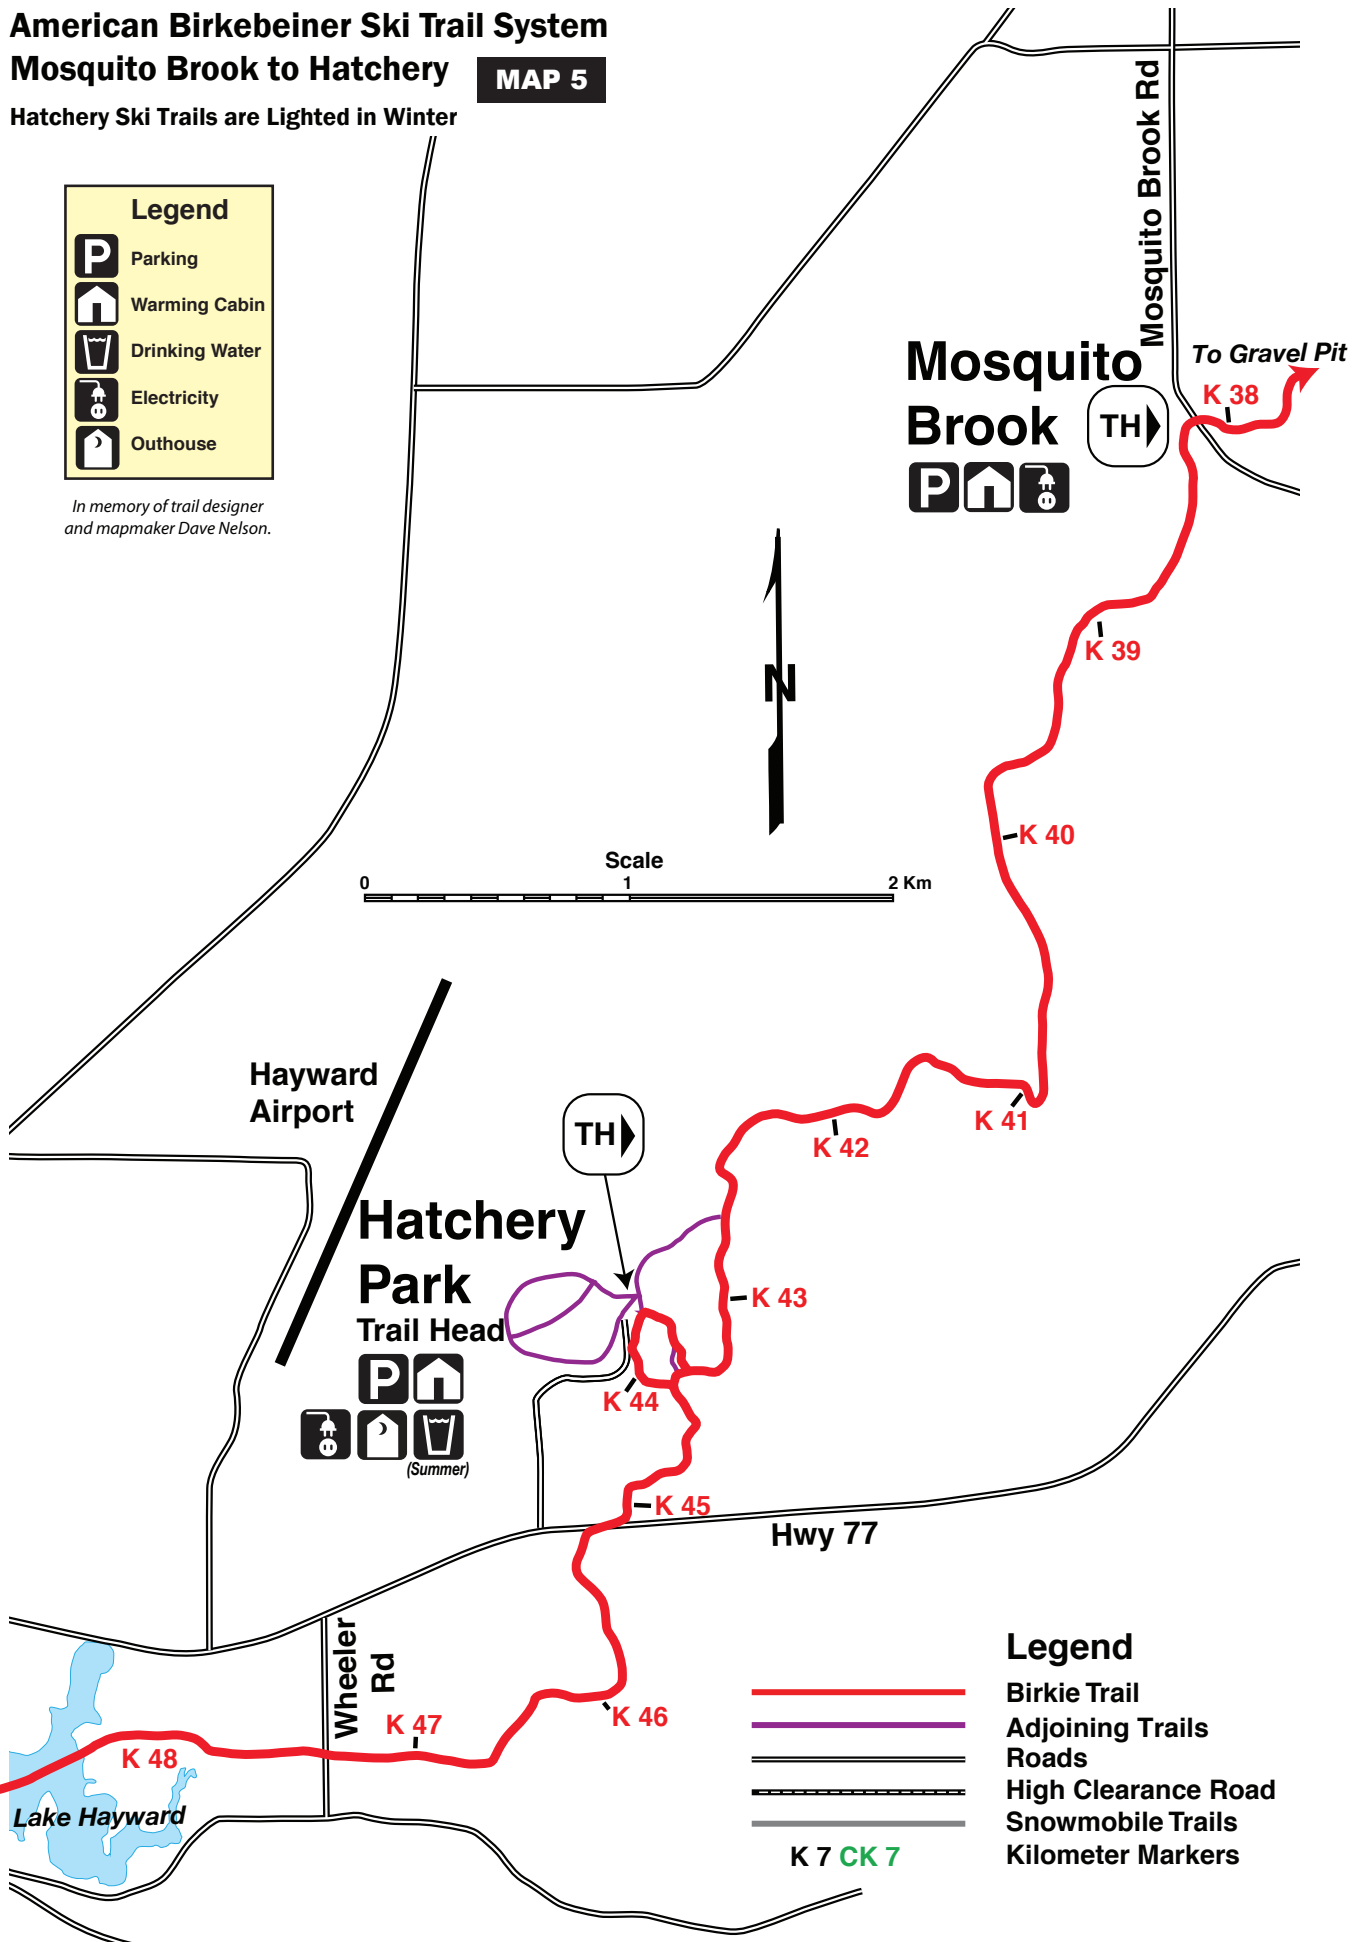 American Birkebeiner Ski Trail System
Mosquito Brook to Hatchery
MAP 5
Hatchery Ski Trails are Lighted in Winter
Legend
P Parking
Warming Cabin
Drinking Water
Electricity
Outhouse
In memory of trail designer
and mapmaker Dave Nelson.
Mosquito Brook Rd
To Gravel Pit
K 38
Mosquito
Brook
TH
P
K 39
N
K 40
Scale
0 1 2 Km
Hayward
Airport
TH
K 41
K 42
Hatchery
Park
Trail Head
P
(Summer)
K 43
K 44
K 45
Hwy 77
Wheeler
Rd
K 46
K 47
K 48
Lake Hayward
Legend
Birkie Trail
Adjoining Trails
Roads
High Clearance Road
Snowmobile Trails
K 7 CK 7 Kilometer Markers